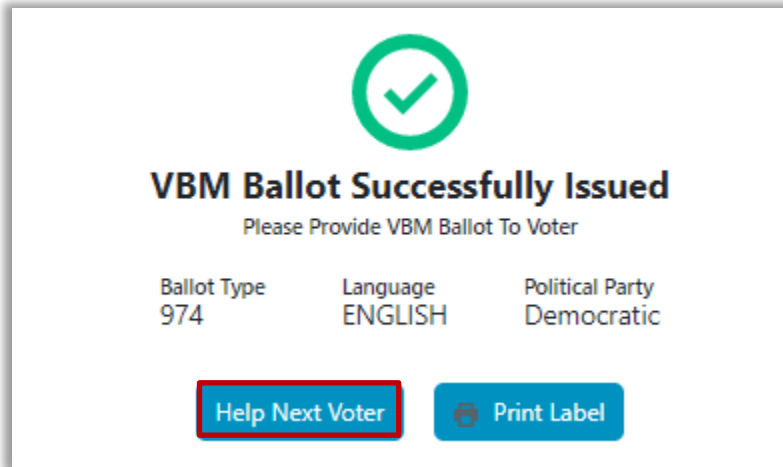 VBM Ballot Successfully Issued
Please Provide VBM Ballot To Voter
Ballot Type Language Political Party
974 ENGLISH Democratic
Help Next Voter Print Label